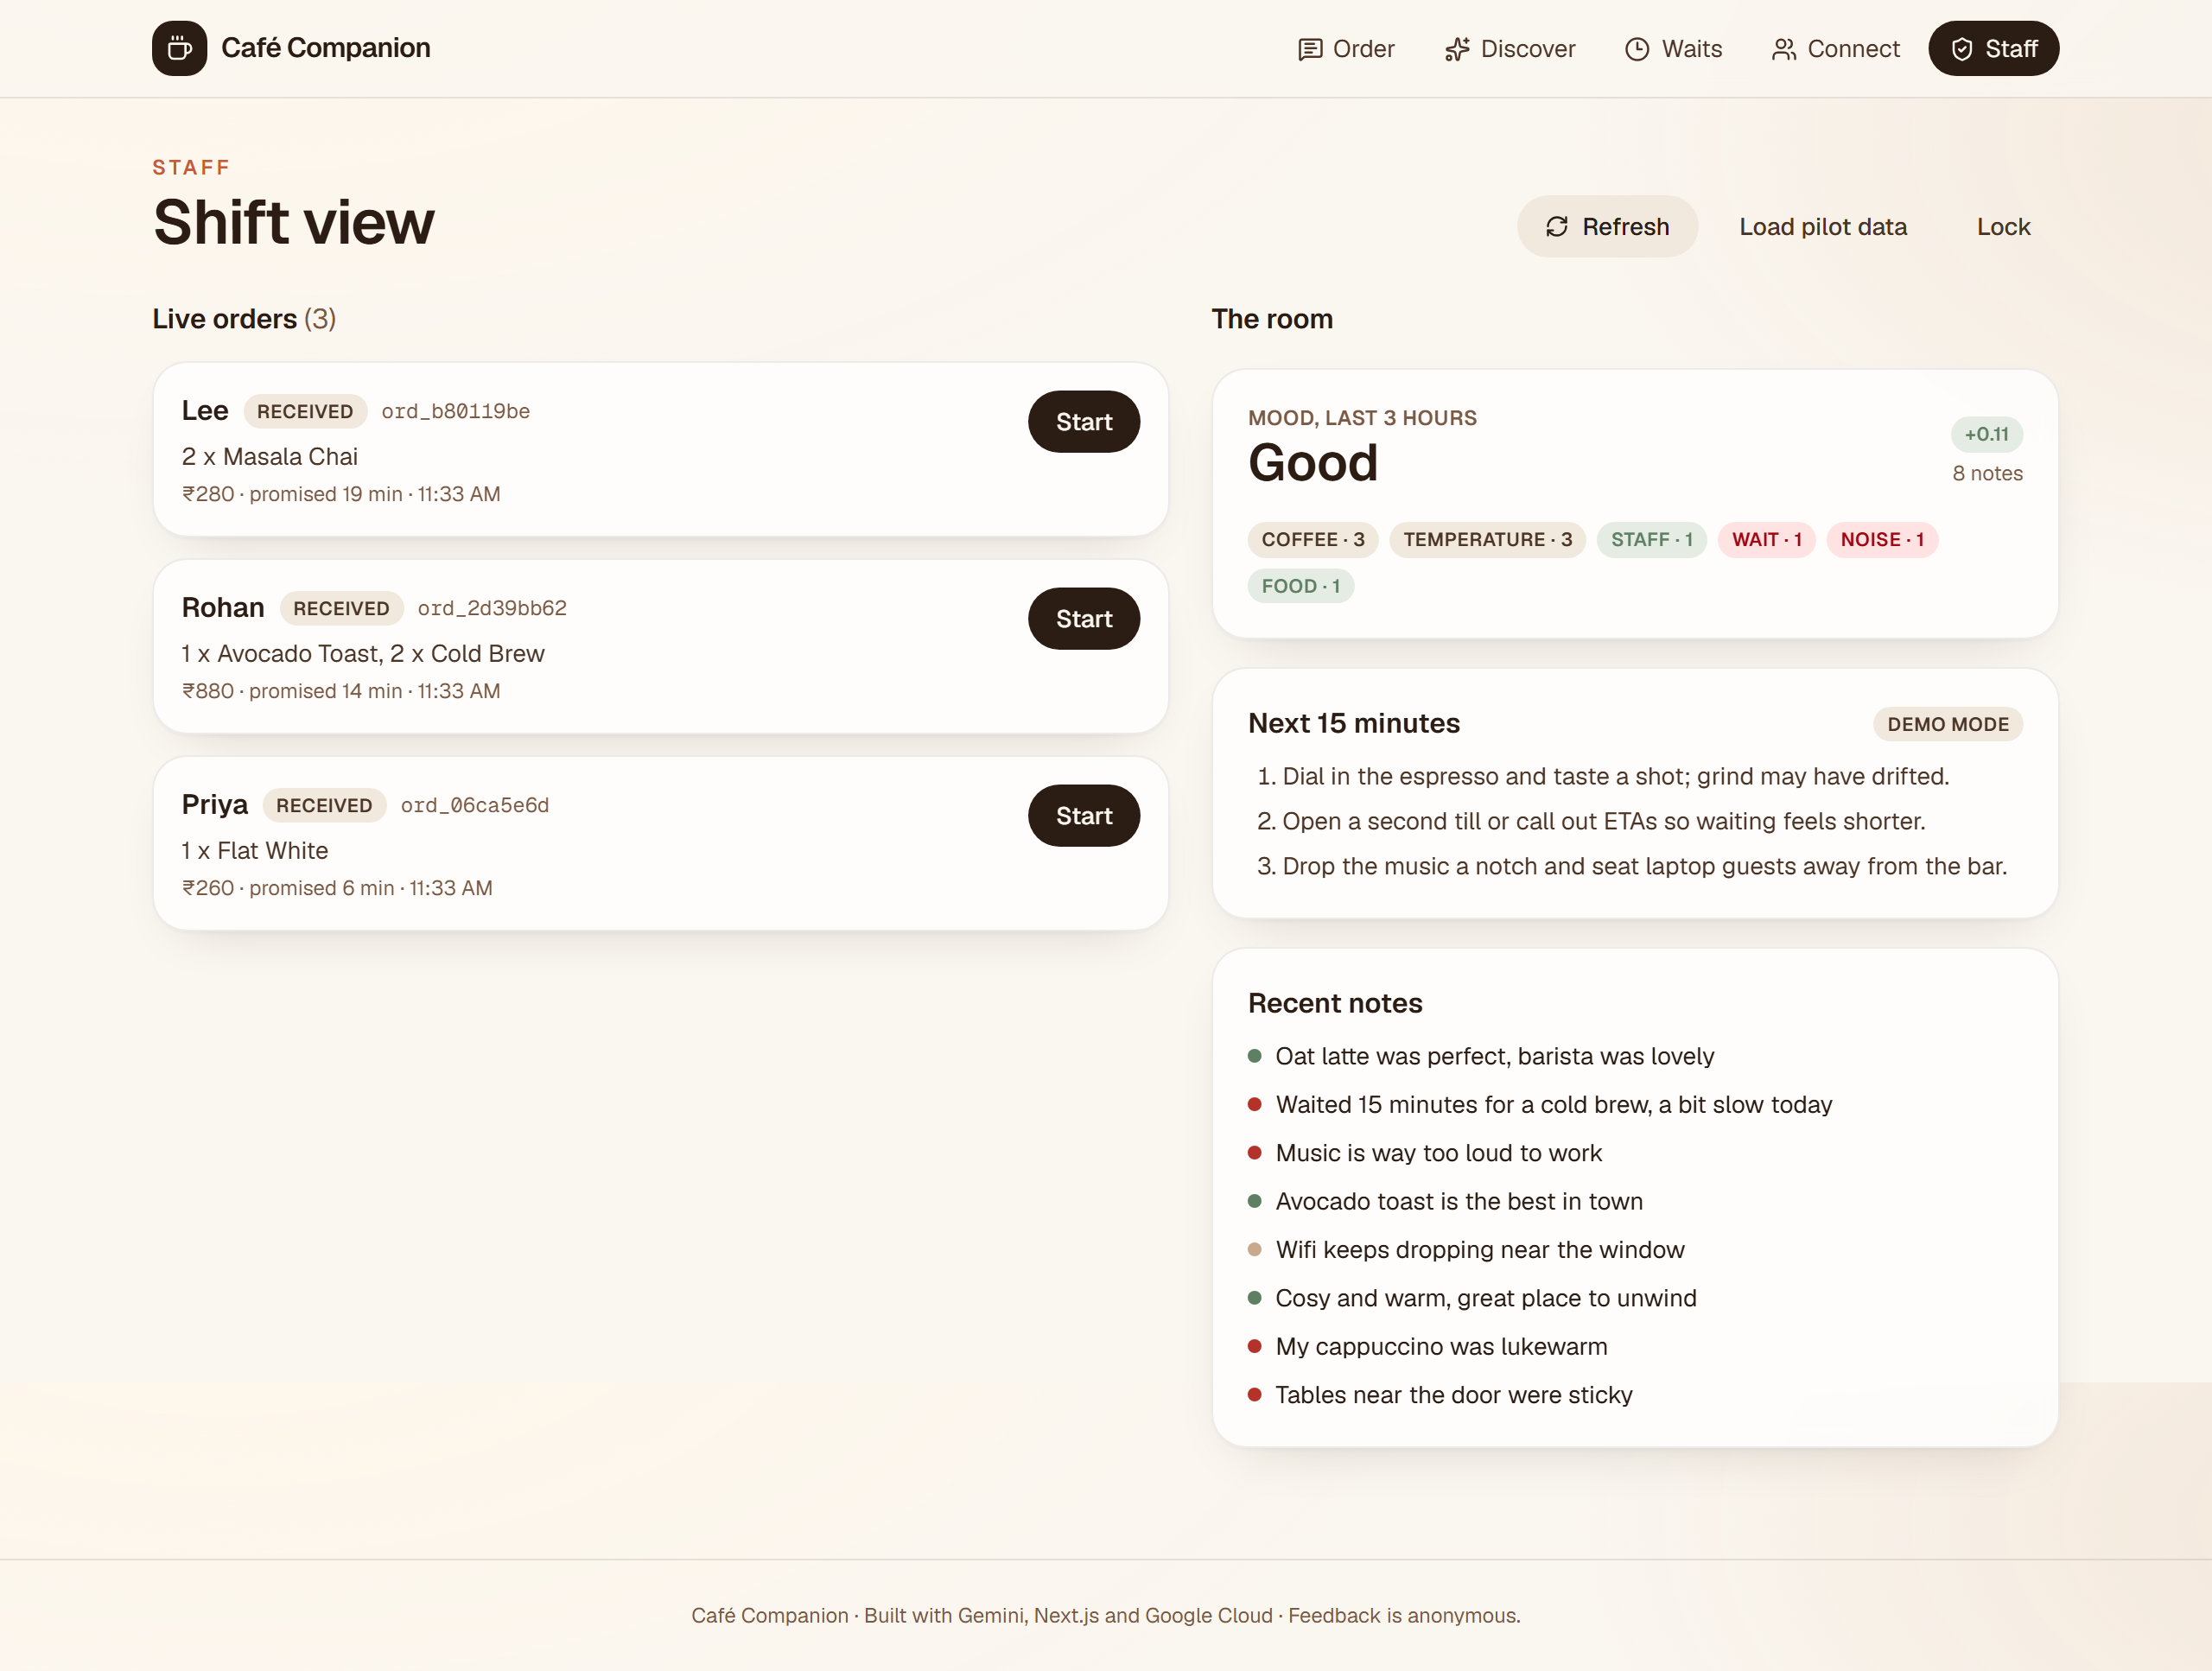 Café Companion
Order
Discover
Waits
Connect
Staff
STAFF
Shift view
Refresh
Load pilot data
Lock
Live orders (3)
Lee RECEIVED ord_b80119be
Start
2 x Masala Chai
₹280 · promised 19 min · 11:33 AM
Rohan RECEIVED ord_2d39bb62
Start
1 x Avocado Toast, 2 x Cold Brew
₹880 · promised 14 min · 11:33 AM
Priya RECEIVED ord_06ca5e6d
Start
1 x Flat White
₹260 · promised 6 min · 11:33 AM
The room
MOOD, LAST 3 HOURS
Good
+0.11
8 notes
COFFEE · 3 TEMPERATURE · 3 STAFF · 1 WAIT · 1 NOISE · 1
FOOD · 1
Next 15 minutes
DEMO MODE
1. Dial in the espresso and taste a shot; grind may have drifted.
2. Open a second till or call out ETAs so waiting feels shorter.
3. Drop the music a notch and seat laptop guests away from the bar.
Recent notes
Oat latte was perfect, barista was lovely
Waited 15 minutes for a cold brew, a bit slow today
Music is way too loud to work
Avocado toast is the best in town
Wifi keeps dropping near the window
Cosy and warm, great place to unwind
My cappuccino was lukewarm
Tables near the door were sticky
Café Companion · Built with Gemini, Next.js and Google Cloud · Feedback is anonymous.